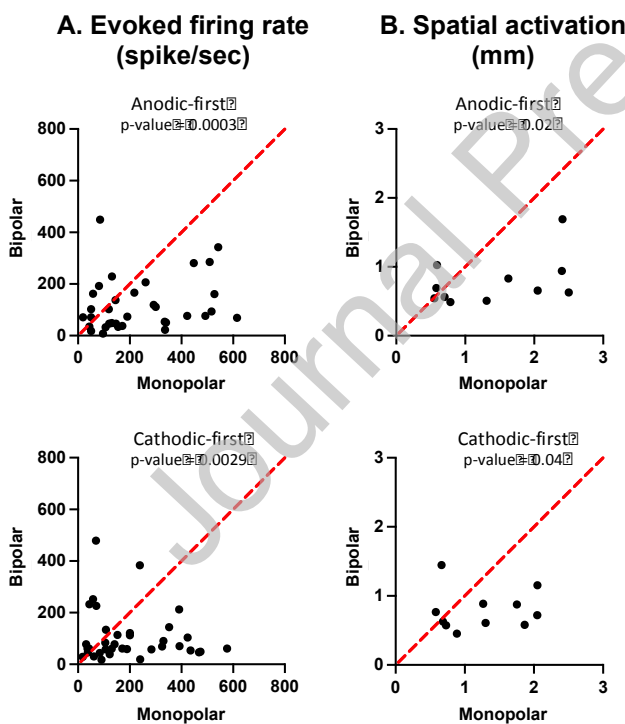 A. Evoked firing rate
(spike/sec)
B. Spatial activation
(mm)
Anodic-first
p-value = 0.0003
800
600
400
200
0
Bipolar
0 200 400 600 800
Monopolar
Anodic-first
p-value = 0.02
3
2
1
0
Bipolar
0 1 2 3
Monopolar
Cathodic-first
p-value = 0.0029
800
600
400
200
0
Bipolar
0 200 400 600 800
Monopolar
Cathodic-first
p-value = 0.04
3
2
1
0
Bipolar
0 1 2 3
Monopolar
Journal Pre